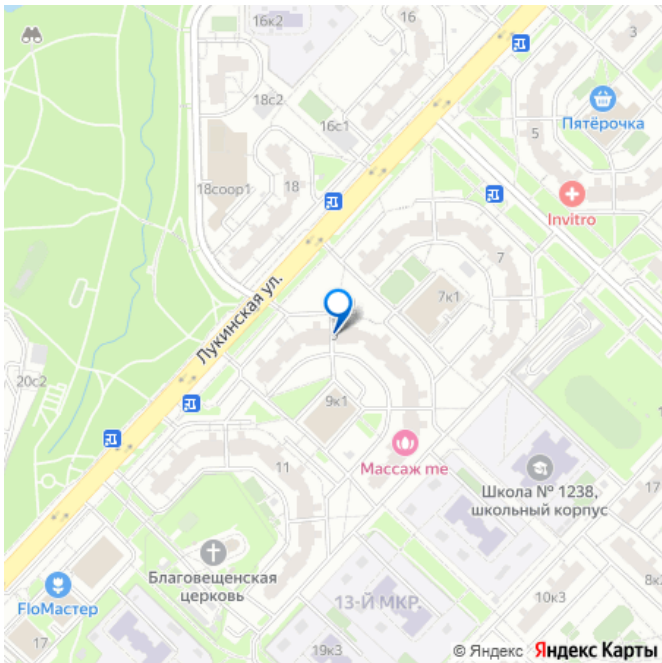 16к2
16
3
18с2
16с1
5
Пятёрочка
18соор1
18
Invitro
7
7к1
Лукинская ул.
20с2
9к1
Массаж me
11
Школа № 1238,
школьный корпус
17
Благовещенская
церковь
FloМастер
13-Й МКР.
10к3
17
19к3
© Яндекс Яндекс Карты